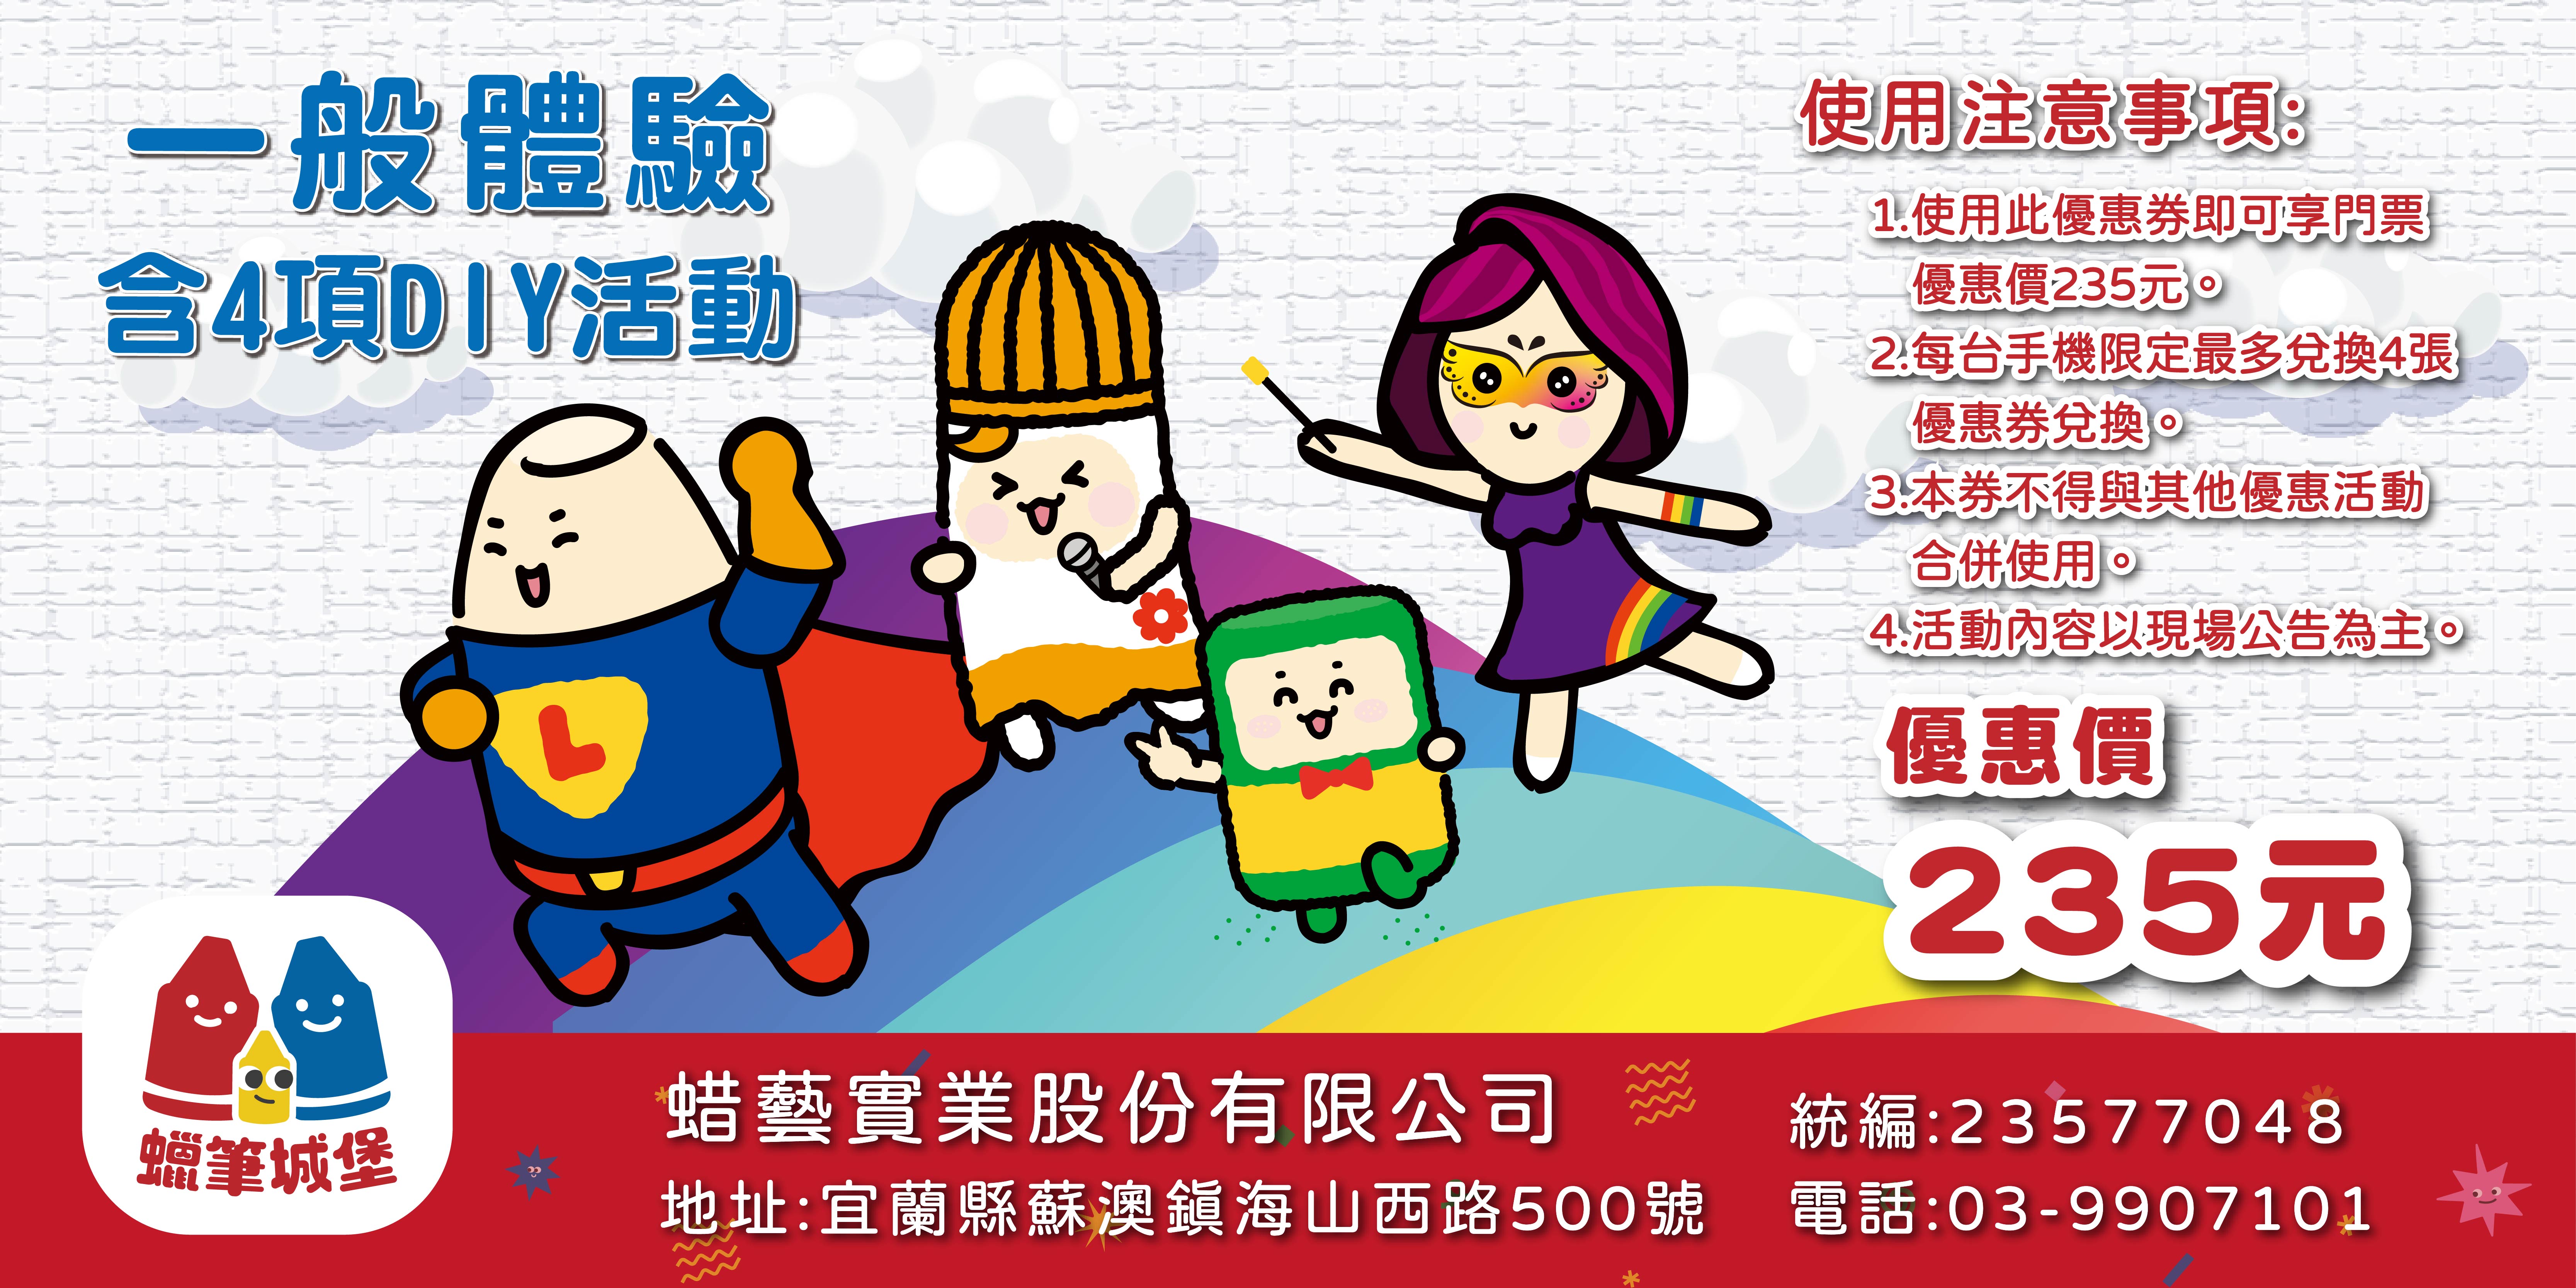 一般體驗
含4項DIY活動
使用注意事項:
1.使用此優惠券即可享門票
優惠價235元。
2.每台手機限定最多兌換4張
優惠券兌換。
3.本券不得與其他優惠活動
合併使用。
4.活動內容以現場公告為主。
優惠價
235元
L
蠟筆城堡
蜡藝實業股份有限公司
地址:宜蘭縣蘇澳鎮海山西路500號
統編:23577048
電話:03-9907101